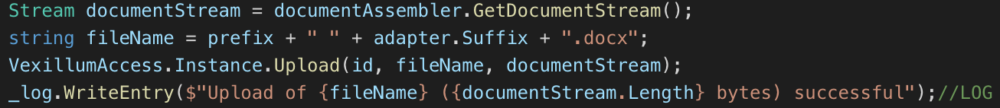 Stream documentStream = documentAssembler.GetDocumentStream();
string fileName = prefix + " " + adapter.Suffix + ".docx";
VexillumAccess.Instance.Upload(id, fileName, documentStream);
_log.WriteEntry($"Upload of {fileName} ({documentStream.Length} bytes) successful");//LOG